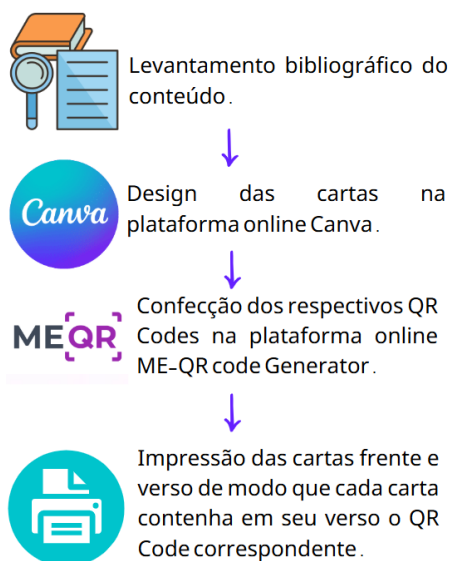 Levantamento bibliográfico do
conteúdo.
Canva
Design das cartas na
plataforma online Canva.
MEQR
Confecção dos respectivos QR
Codes na plataforma online
ME-QR code Generator.
Impressão das cartas frente e
verso de modo que cada carta
contenha em seu verso o QR
Code correspondente.